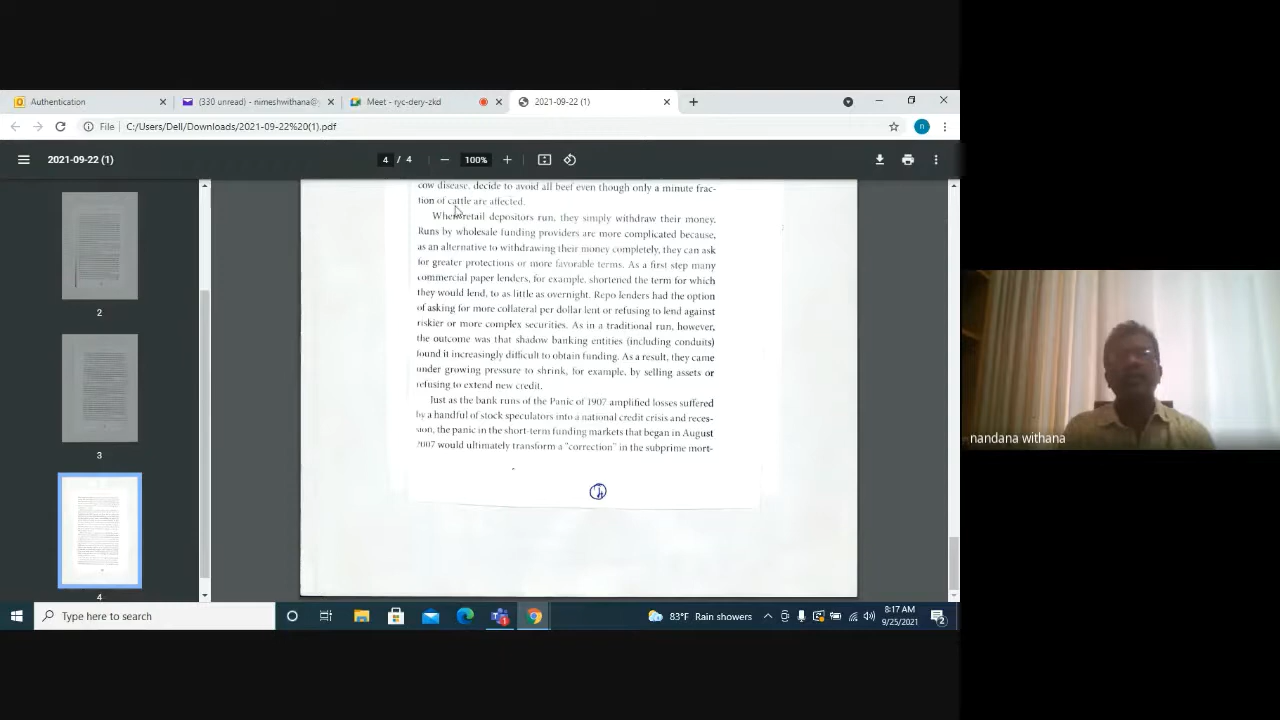 Authentication
(330 unread) - nimeshwithana@
Meet - ryc-dery-zkd
2021-09-22 (1)
File
C:/Users/Dell/Downloads/2021-09-22%20(1).pdf
2021-09-22 (1)
4 / 4
100%
cow disease, decide to avoid all beef even though only a minute frac-
tion of cattle are affected.
When retail depositors run, they simply withdraw their money.
Runs by wholesale funding providers are more complicated because,
as an alternative to withdrawing their money completely, they can ask
for greater protections or more favorable terms. As a first step many
commercial paper lenders, for example, shortened the term for which
they would lend, to as little as overnight. Repo lenders had the option
of asking for more collateral per dollar lent or refusing to lend against
riskier or more complex securities. As in a traditional run, however,
the outcome was that shadow banking entities (including conduits)
found it increasingly difficult to obtain funding. As a result, they came
under growing pressure to shrink, for example, by selling assets or
refusing to extend new credit.
Just as the bank runs of the Panic of 1907 amplified losses suffered
by a handful of stock speculators into a national credit crisis and reces-
sion, the panic in the short-term funding markets that began in August
2007 would ultimately transform a "correction" in the subprime mort-
2
3
4
nandana withana
Type here to search
83°F Rain showers
8:17 AM
9/25/2021
2